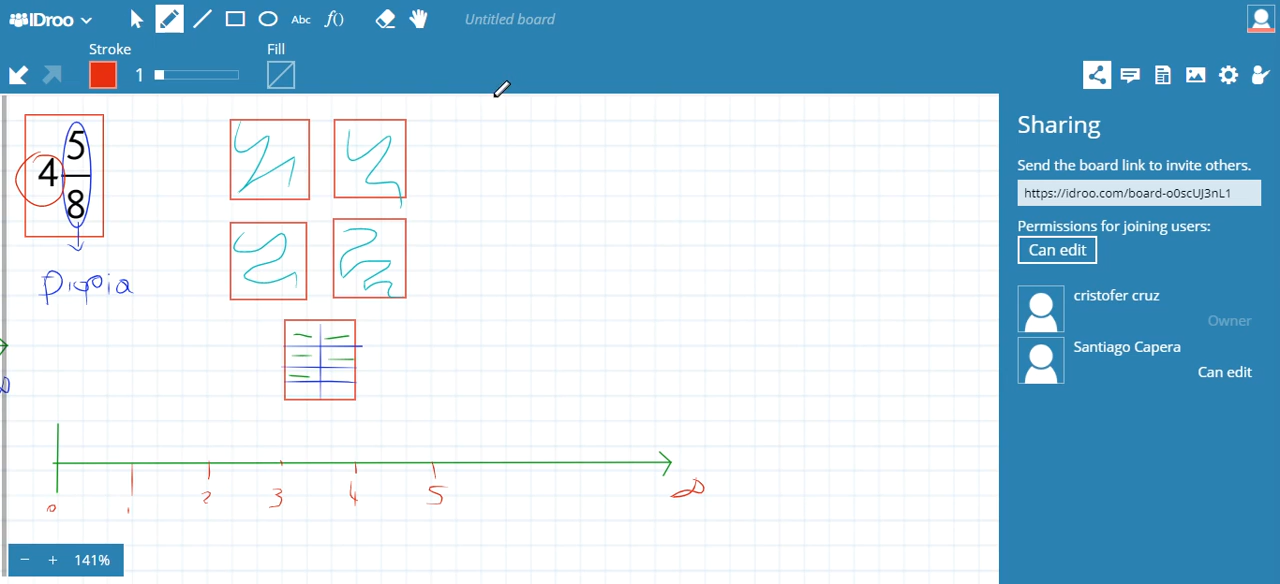 IDroo
Abc
f()
Untitled board
Stroke
1
Fill
4 5/8
Propia
0 1 2 3 4 5 ∞
141%
Sharing
Send the board link to invite others.
https://idroo.com/board-o0scUJ3nL1
Permissions for joining users:
Can edit
cristofer cruz
Owner
Santiago Capera
Can edit